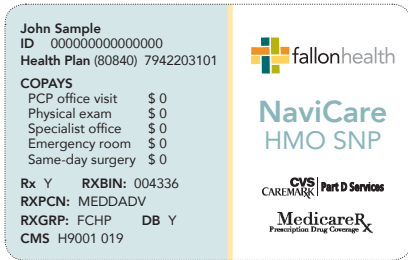 John Sample
ID 000000000000000
Health Plan (80840) 7942203101
COPAYS
PCP office visit $ 0
Physical exam $ 0
Specialist office $ 0
Emergency room $ 0
Same-day surgery $ 0
Rx Y RXBIN: 004336
RXPCN: MEDDADV
RXGRP: FCHP DB Y
CMS H9001 019
fallonhealth
NaviCare
HMO SNP
CVS CAREMARK Part D Services
MedicareRx
Prescription Drug Coverage